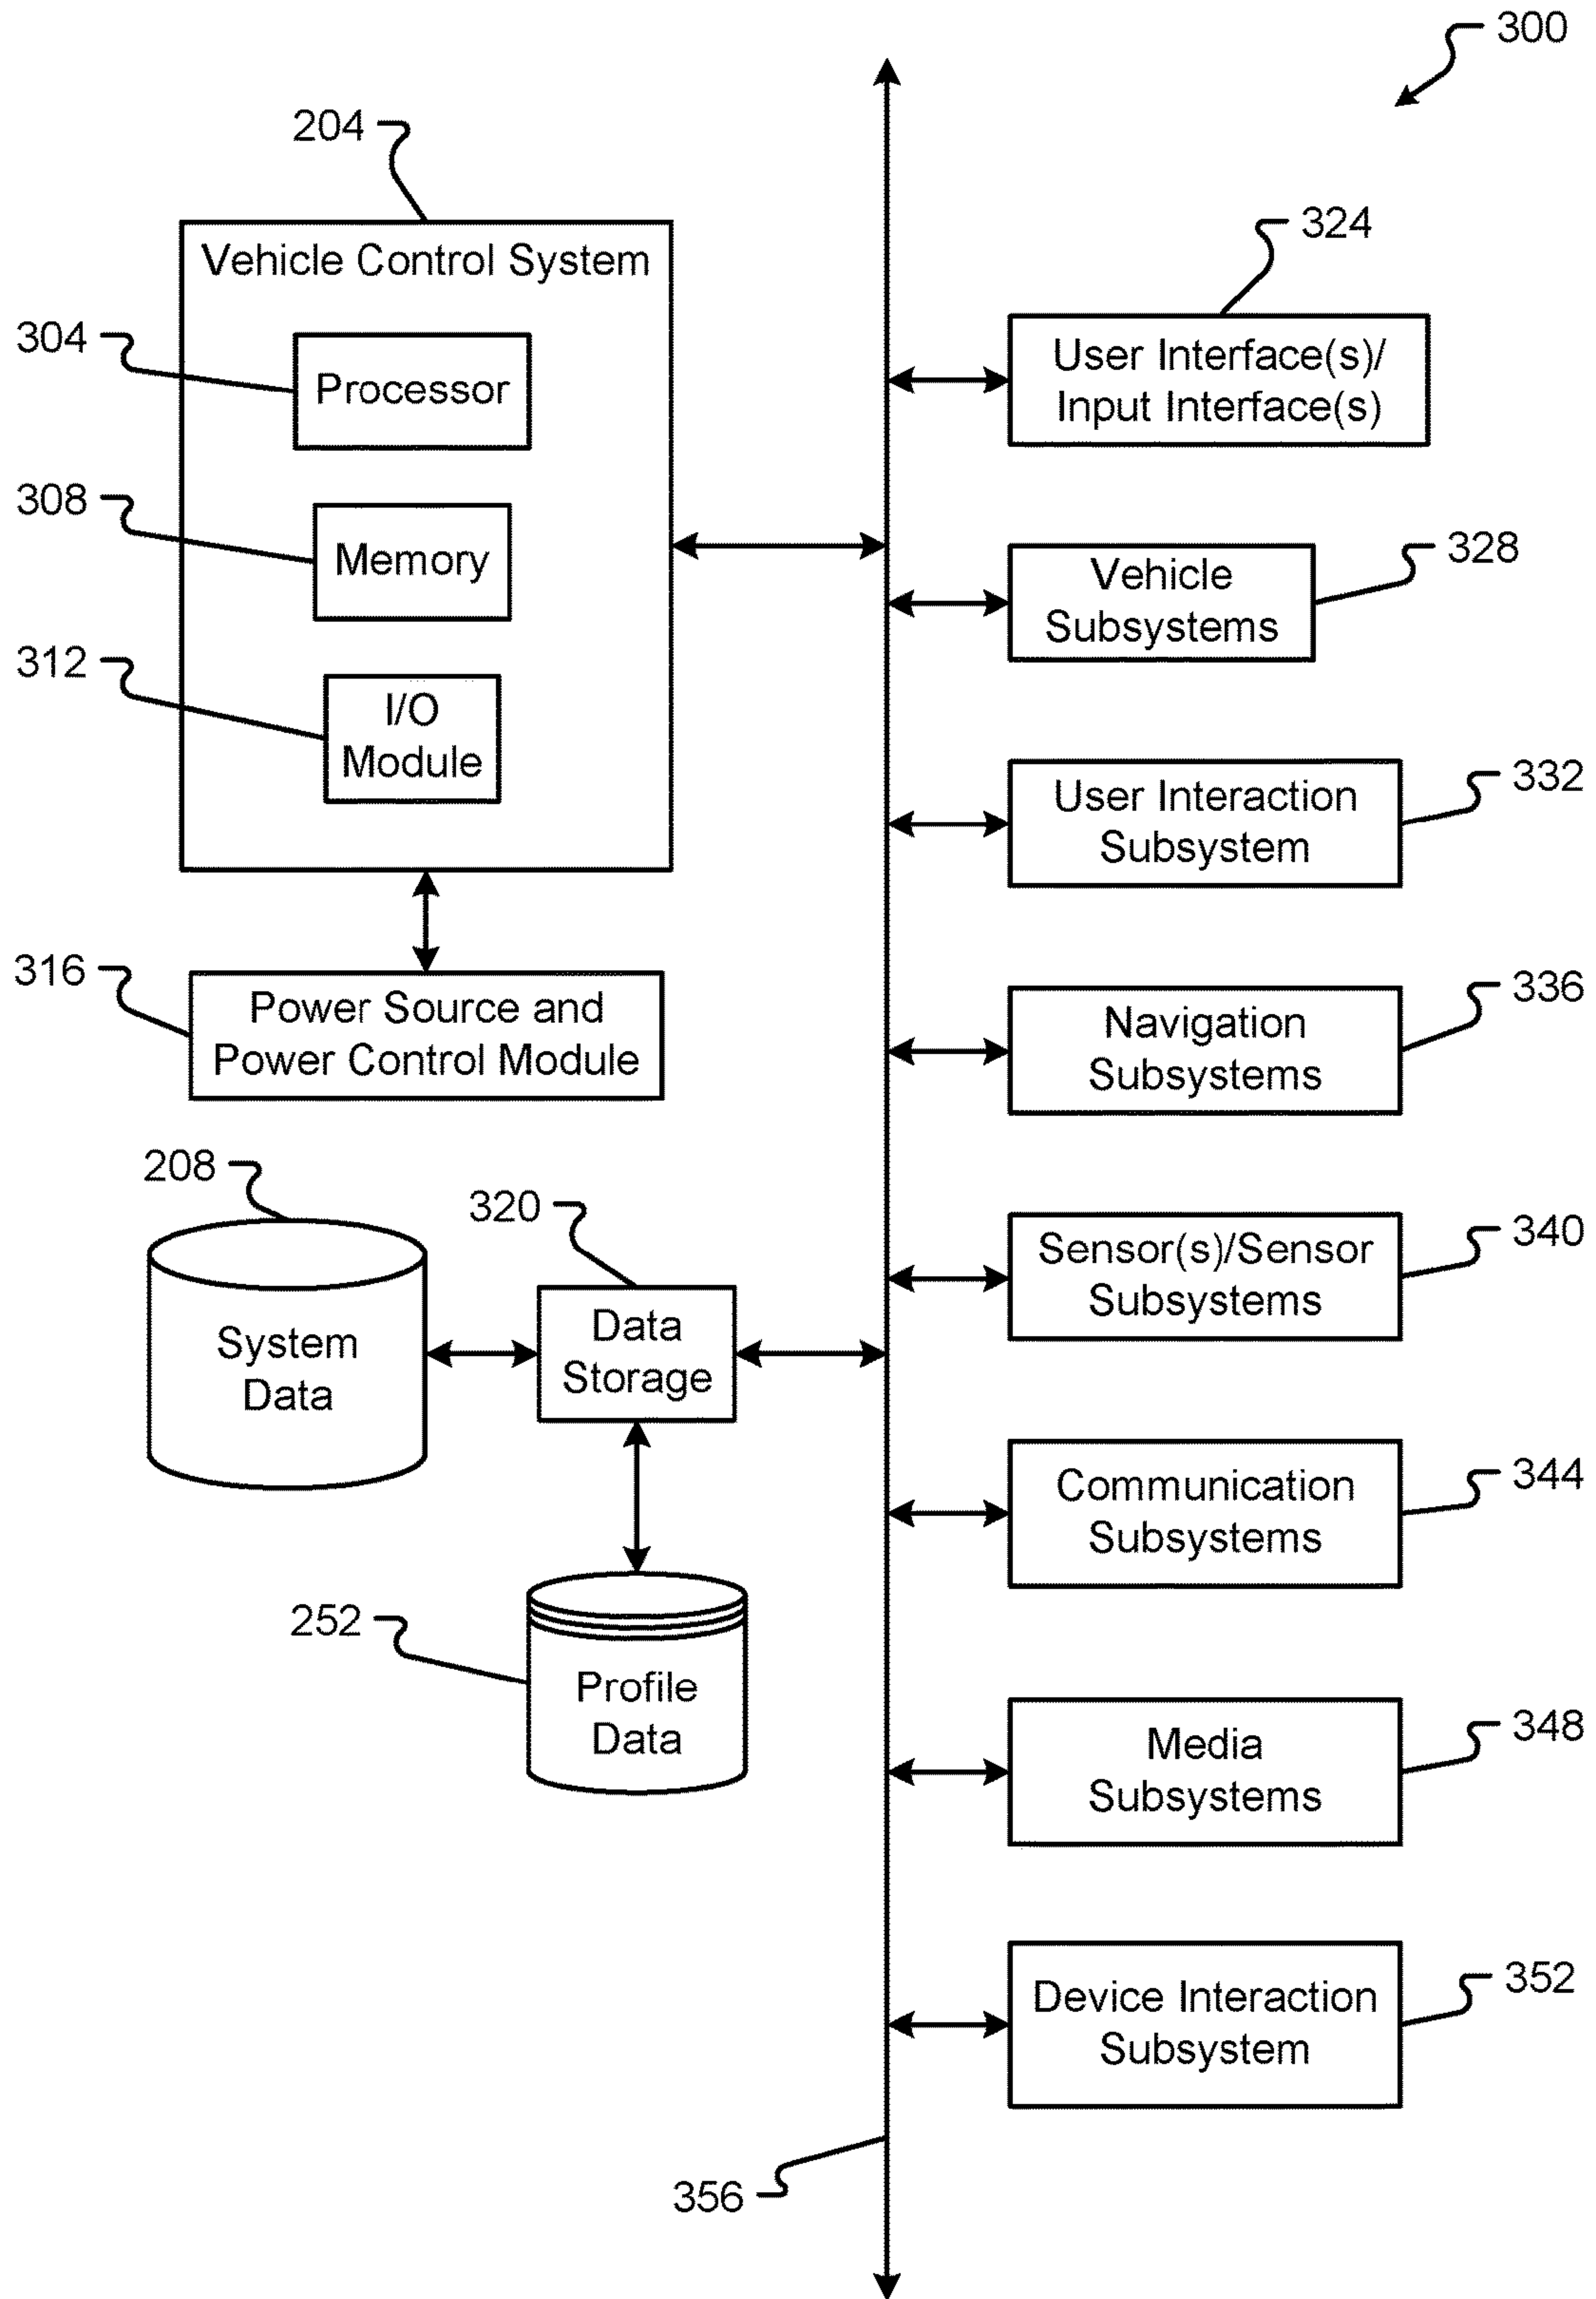 300
204
Vehicle Control System
304
Processor
308
Memory
312
I/O
Module
316
Power Source and
Power Control Module
208
System
Data
320
Data
Storage
252
Profile
Data
324
User Interface(s)/
Input Interface(s)
328
Vehicle
Subsystems
332
User Interaction
Subsystem
336
Navigation
Subsystems
340
Sensor(s)/Sensor
Subsystems
344
Communication
Subsystems
348
Media
Subsystems
352
Device Interaction
Subsystem
356